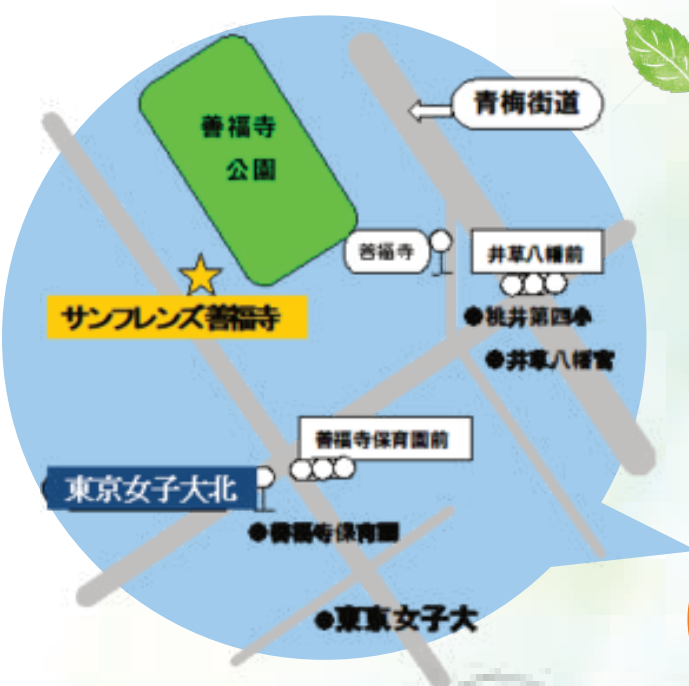 青梅街道
善福寺
公園
善福寺
井草八幡前
サンフレンズ善福寺
●桃井第四小
●井草八幡宮
善福寺保育園前
東京女子大北
●善福寺保育園
●東京女子大